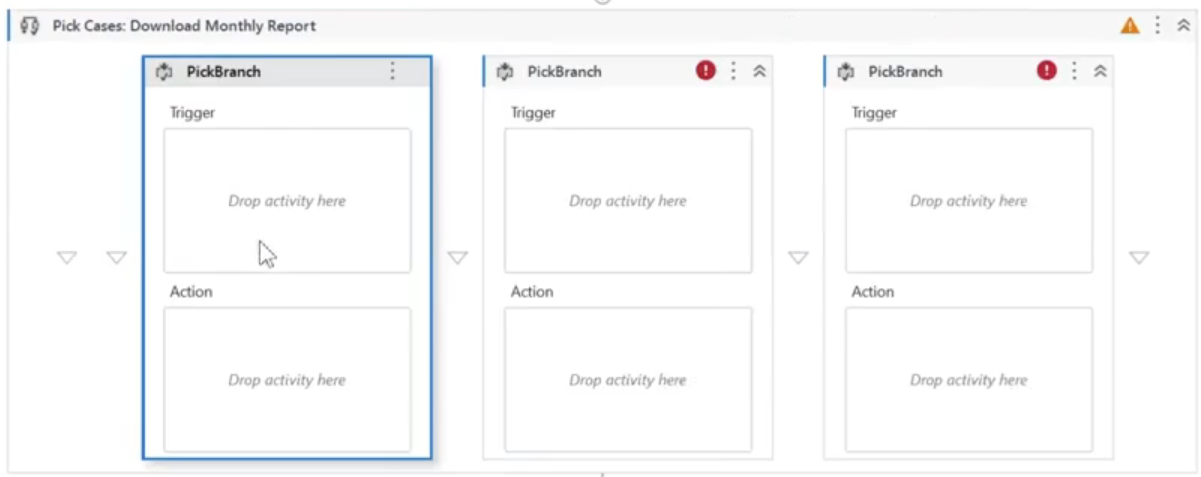 Pick Cases: Download Monthly Report
PickBranch
Trigger
Drop activity here
Action
Drop activity here
PickBranch
Trigger
Drop activity here
Action
Drop activity here
PickBranch
Trigger
Drop activity here
Action
Drop activity here